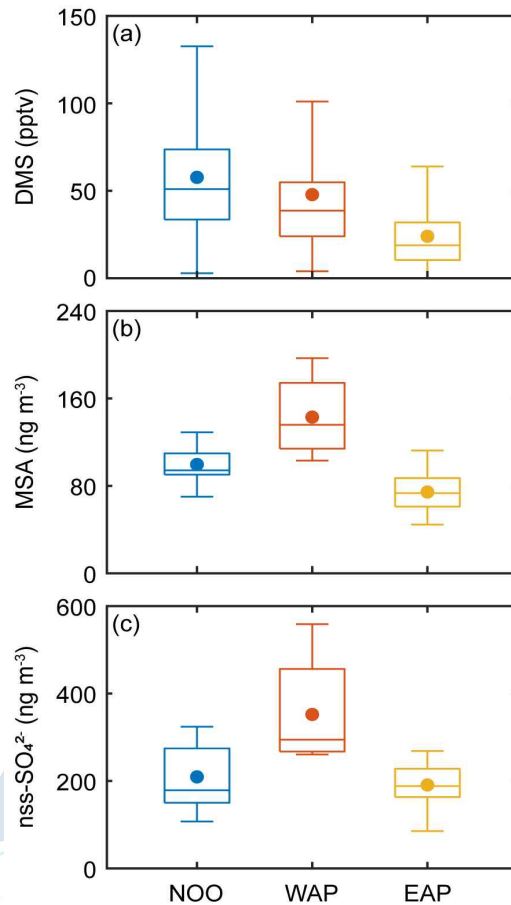 (a)
DMS (pptv)
150
100
50
0
(b)
MSA (ng m⁻³)
240
160
80
0
(c)
nss-SO₄²⁻ (ng m⁻³)
600
400
200
0
NOO WAP EAP